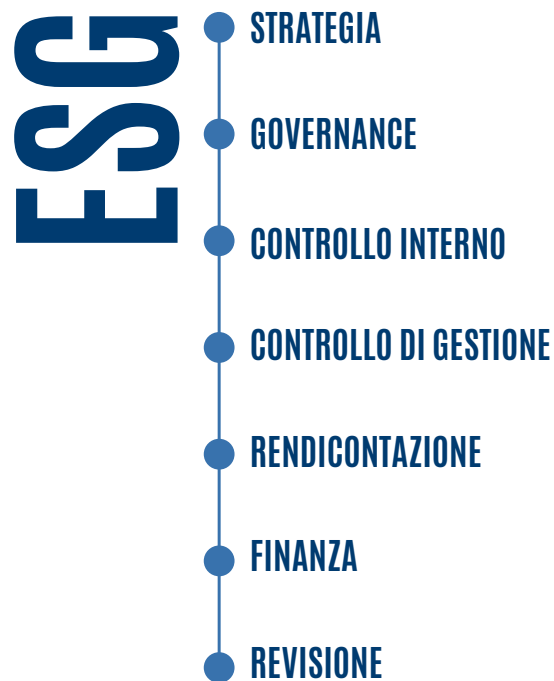 ESG
STRATEGIA
GOVERNANCE
CONTROLLO INTERNO
CONTROLLO DI GESTIONE
RENDICONTAZIONE
FINANZA
REVISIONE